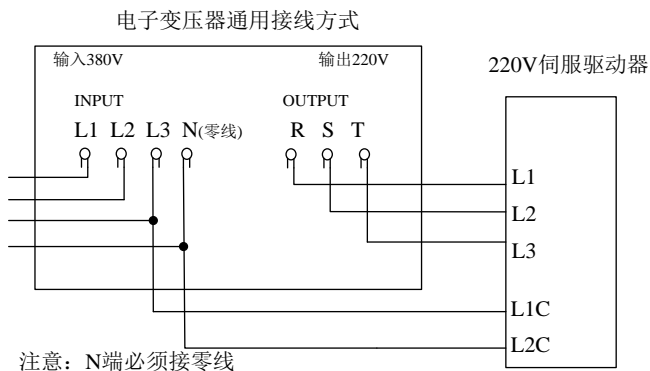 电子变压器通用接线方式
输入380V 输出220V
220V伺服驱动器
INPUT OUTPUT
L1 L2 L3 N(零线) R S T
L1
L2
L3
L1C
L2C
注意：N端必须接零线